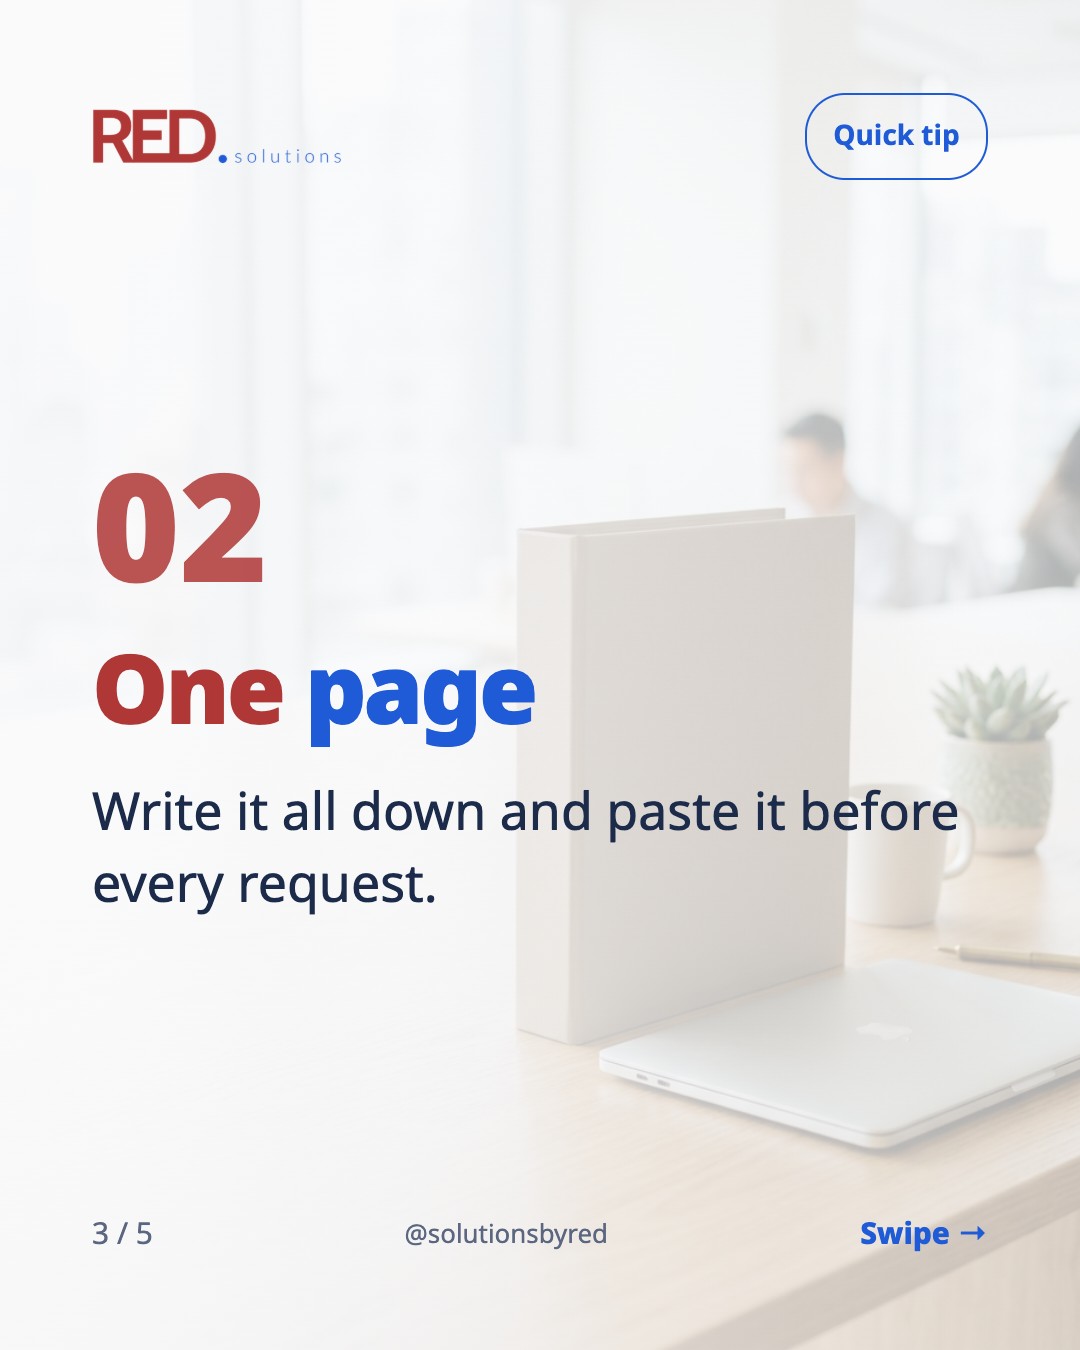 RED.solutions
Quick tip
02
One page
Write it all down and paste it before
every request.
3 / 5
@solutionsbyred
Swipe →